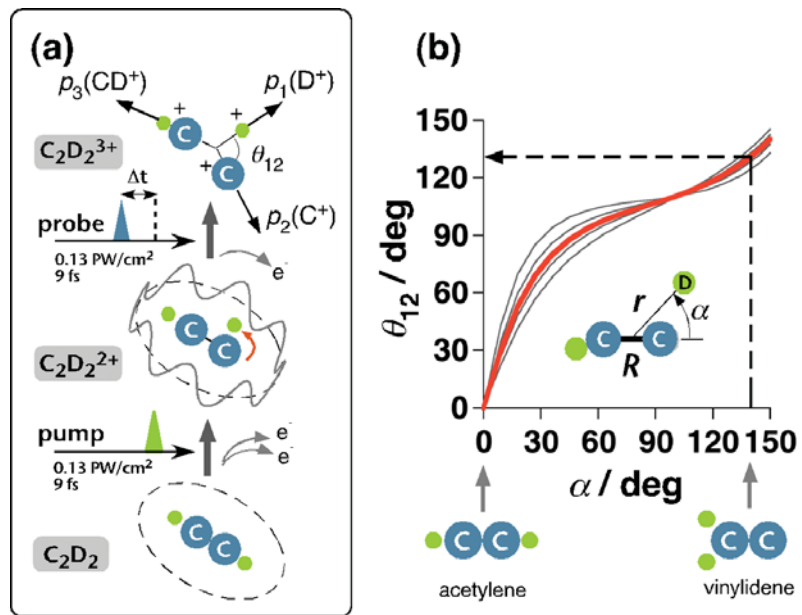 (a)
p₃(CD⁺)
p₁(D⁺)
+
+
+
C
C
θ₁₂
C₂D₂³⁺
Δt
p₂(C⁺)
probe
0.13 PW/cm²
9 fs
e⁻
C
C
C₂D₂²⁺
pump
e⁻
e⁻
0.13 PW/cm²
9 fs
C
C
C₂D₂
(b)
θ₁₂ / deg
150
120
90
60
30
0
D
r
α
C
C
R
0 30 60 90 120 150
α / deg
C C
C C
acetylene
vinylidene